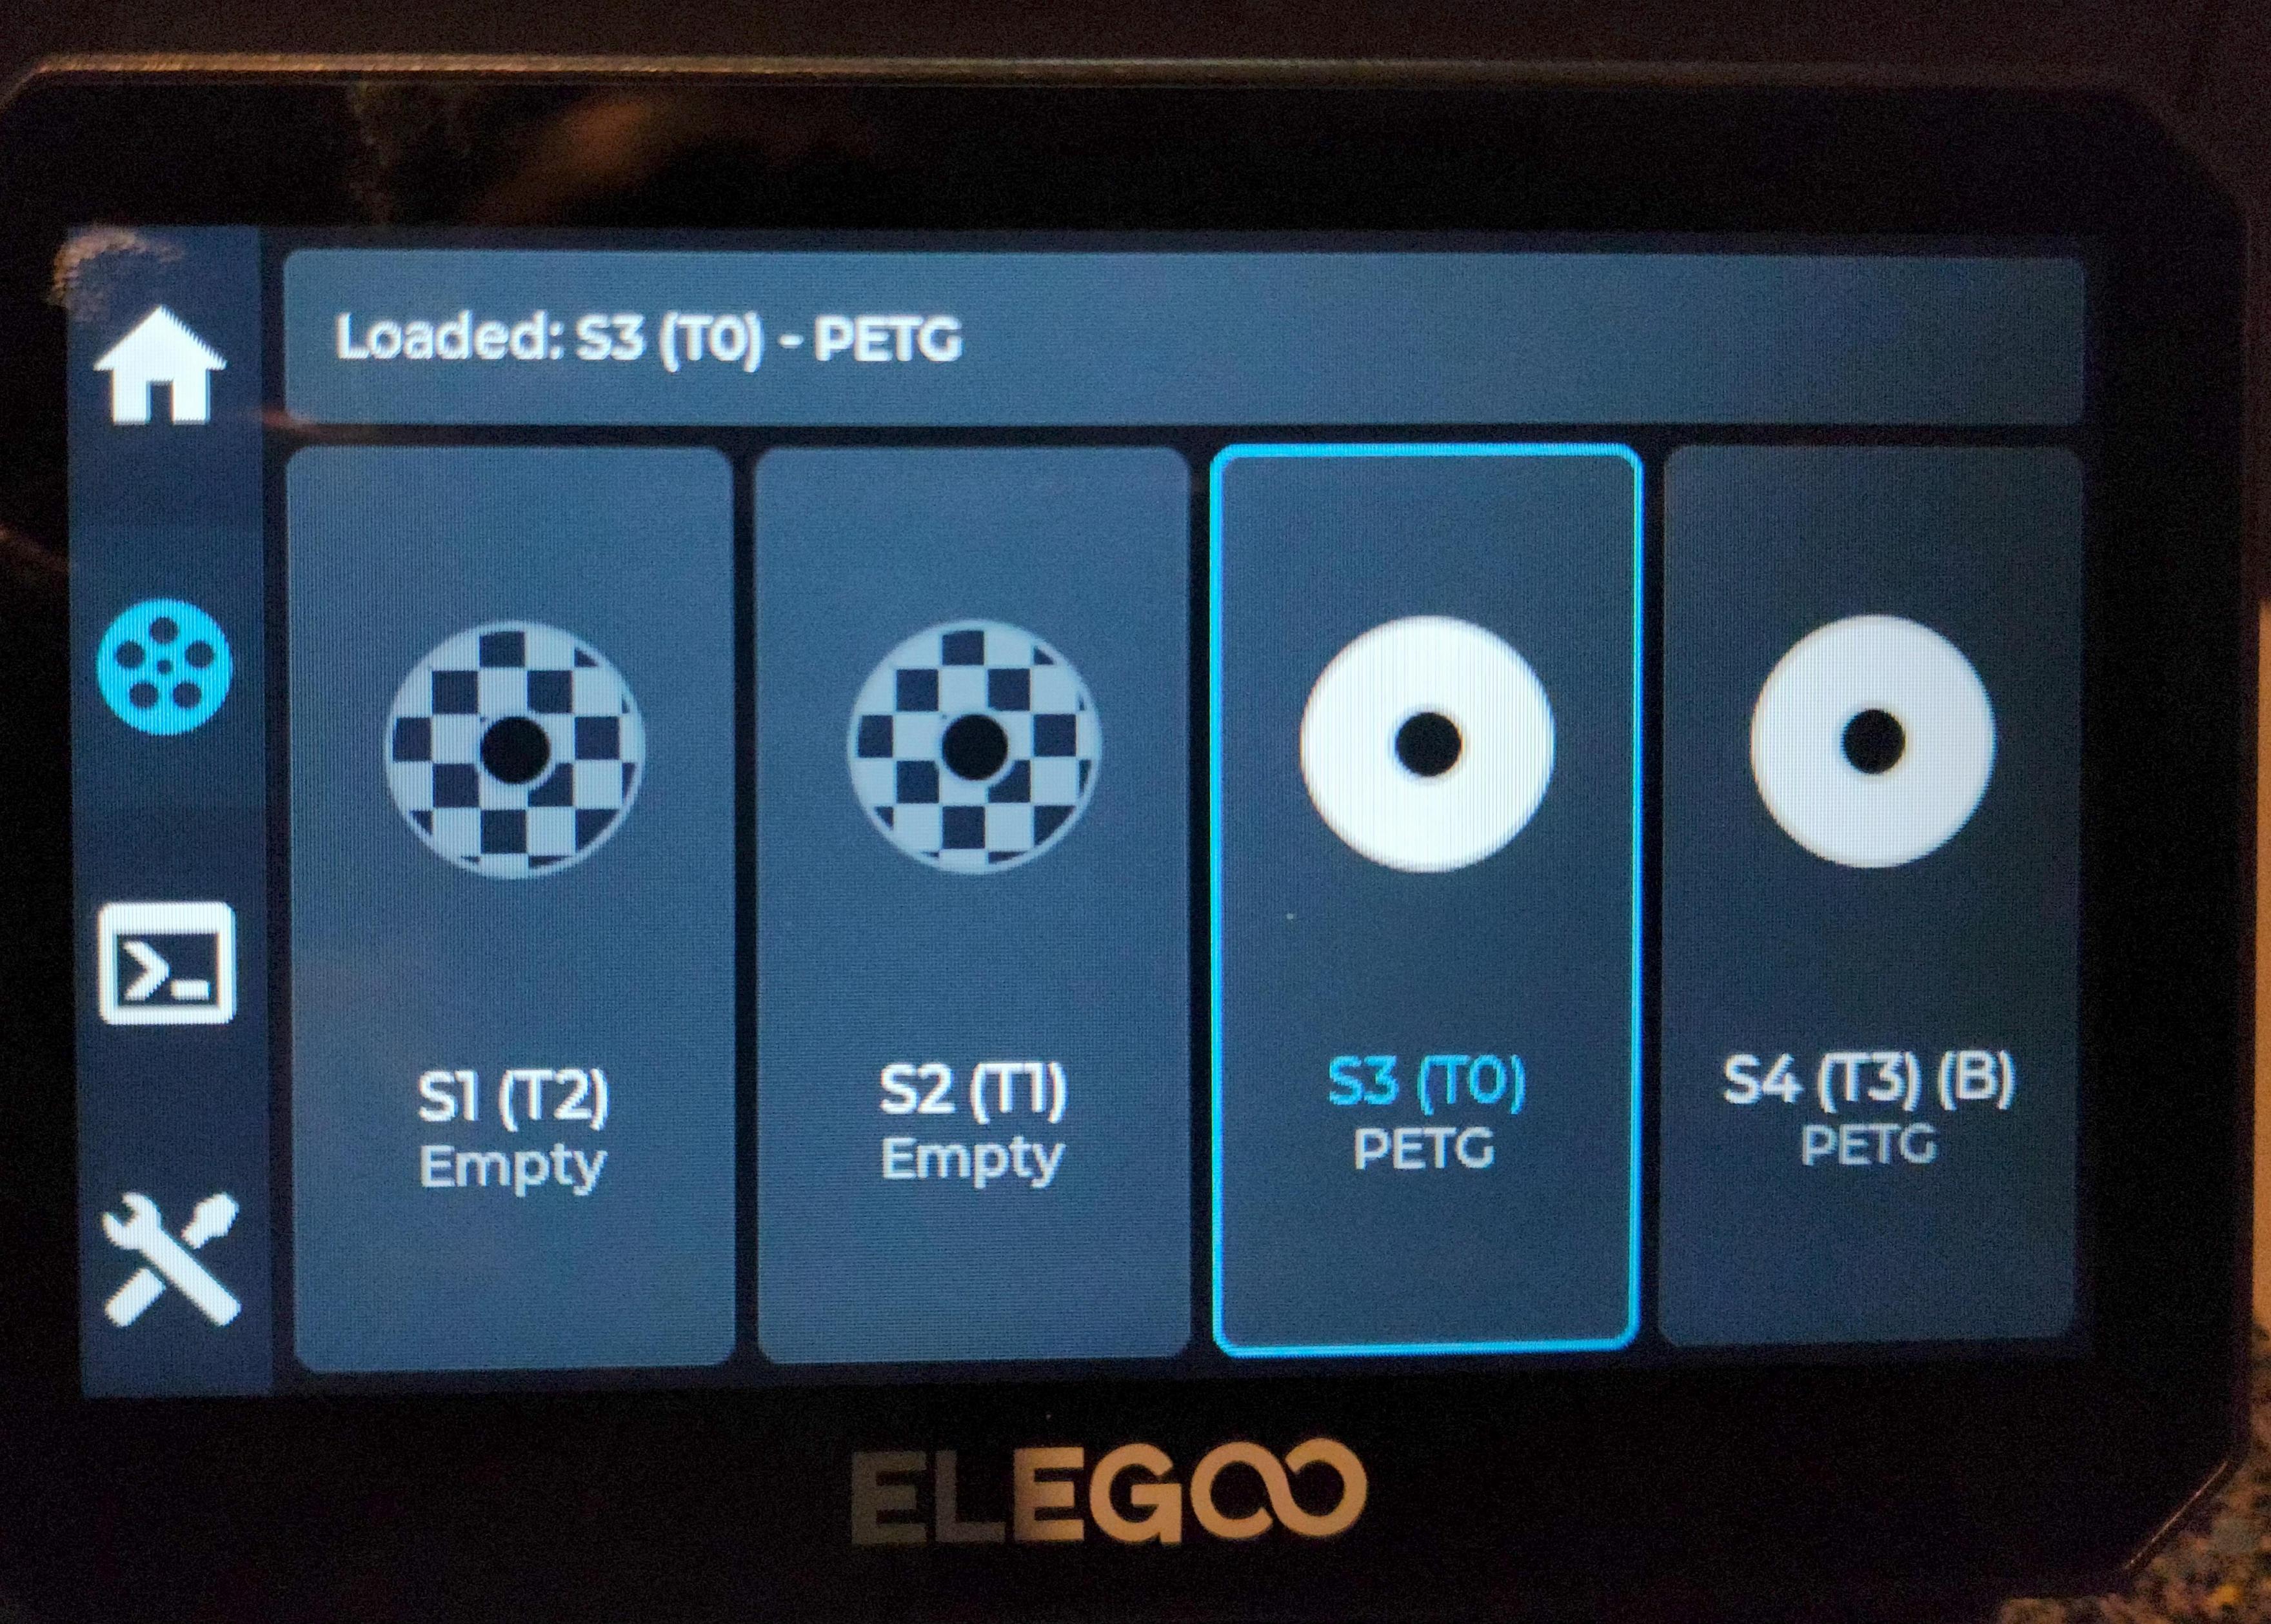 Loaded: S3 (T0) - PETG
S1 (T2)
Empty
S2 (T1)
Empty
S3 (T0)
PETG
S4 (T3) (B)
PETG
ELEGOO